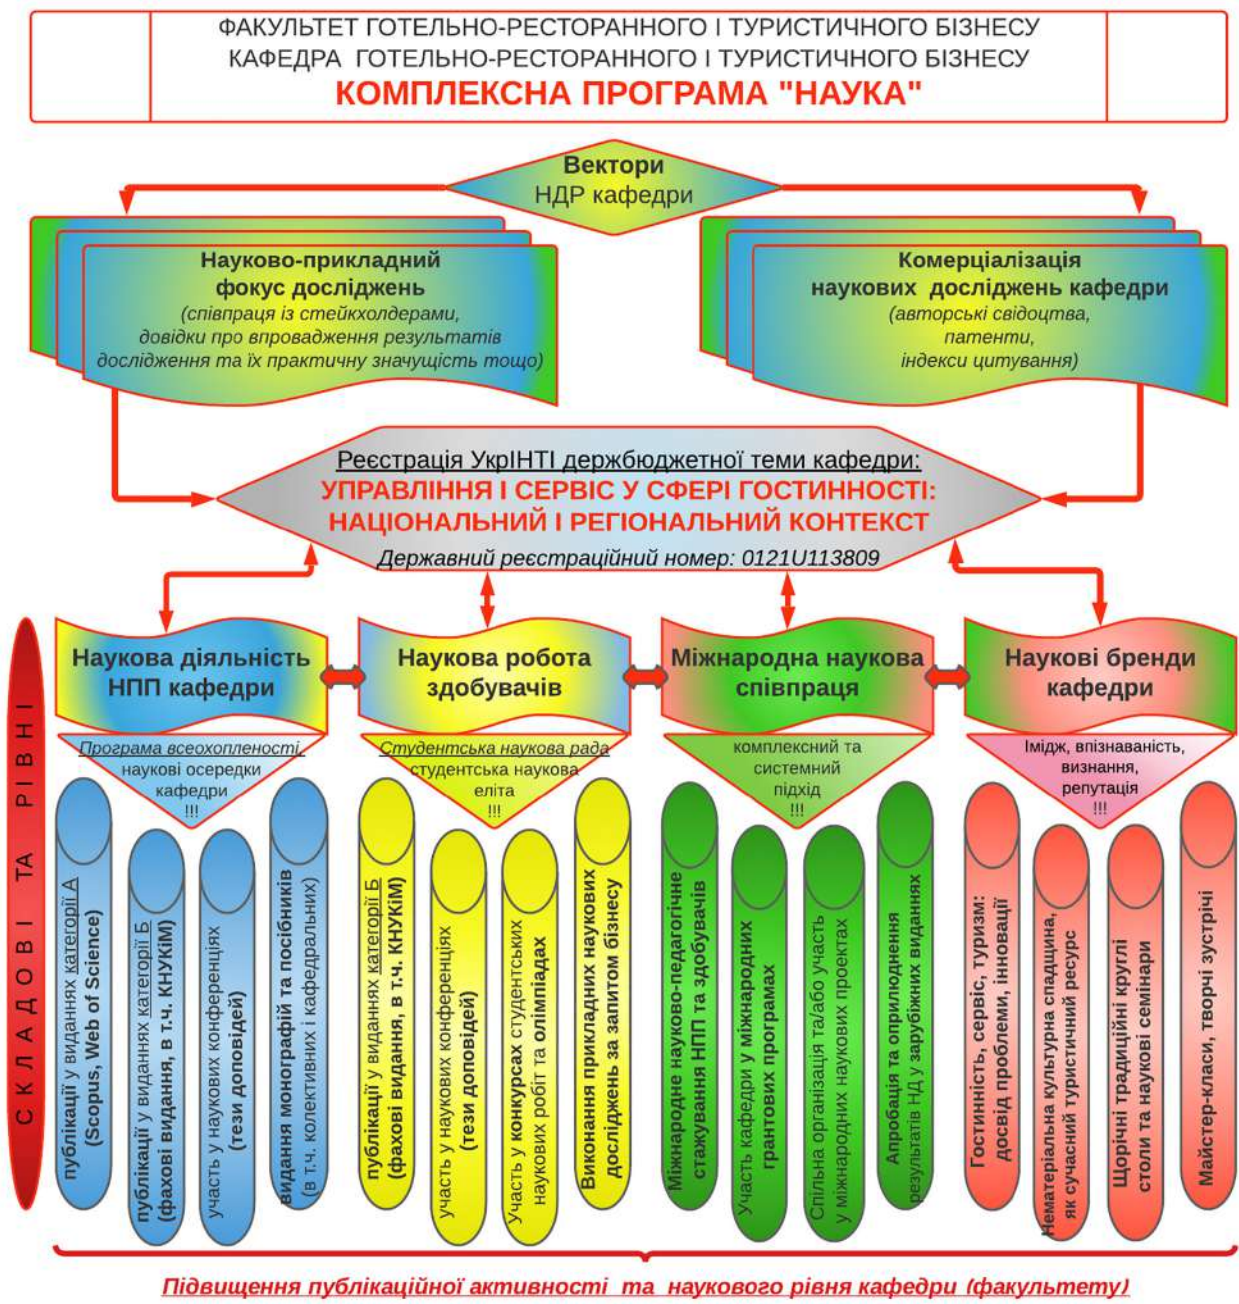 ФАКУЛЬТЕТ ГОТЕЛЬНО-РЕСТОРАННОГО І ТУРИСТИЧНОГО БІЗНЕСУ
КАФЕДРА ГОТЕЛЬНО-РЕСТОРАННОГО І ТУРИСТИЧНОГО БІЗНЕСУ
КОМПЛЕКСНА ПРОГРАМА "НАУКА"
Вектори
НДР кафедри
Науково-прикладний
фокус досліджень
(співпраця із стейкхолдерами,
довідки про впровадження результатів
дослідження та їх практичну значущість тощо)
Комерціалізація
наукових досліджень кафедри
(авторські свідоцтва,
патенти,
індекси цитування)
Реєстрація УкрІНТІ держбюджетної теми кафедри:
УПРАВЛІННЯ І СЕРВІС У СФЕРІ ГОСТИННОСТІ:
НАЦІОНАЛЬНИЙ І РЕГІОНАЛЬНИЙ КОНТЕКСТ
Державний реєстраційний номер: 0121U113809
СКЛАДОВІ ТА РІВНІ
Наукова діяльність
НПП кафедри
Програма всеохопленості,
наукові осередки
кафедри
!!!
публікації у виданнях категорії А
(Scopus, Web of Science)
публікації у виданнях категорії Б
(фахові видання, в т.ч. КНУКіМ)
участь у наукових конференціях
(тези доповідей)
видання монографій та посібників
(в т.ч. колективних і кафедральних)
Наукова робота
здобувачів
Студентська наукова рада
студентська наукова
еліта
!!!
публікації у виданнях категорії Б
(фахові видання, в т.ч. КНУКіМ)
участь у наукових конференціях
(тези доповідей)
Участь у конкурсах студентських
наукових робіт та олімпіадах
Виконання прикладних наукових
досліджень за запитом бізнесу
Міжнародна наукова
співпраця
комплексний та
системний
підхід
!!!
Міжнародне науково-педагогічне
стажування НПП та здобувачів
Участь кафедри у міжнародних
грантових програмах
Спільна організація та/або участь
у міжнародних наукових проектах
Апробація та оприлюднення
результатів НД у зарубіжних виданнях
Наукові бренди
кафедри
Імідж, впізнаваність,
визнання,
репутація
!!!
Гостинність, сервіс, туризм:
досвід проблеми, інновації
Нематеріальна культурна спадщина,
як сучасний туристичний ресурс
Щорічні традиційні круглі
столи та наукові семінари
Майстер-класи, творчі зустрічі
Підвищення публікаційної активності та наукового рівня кафедри (факультету)